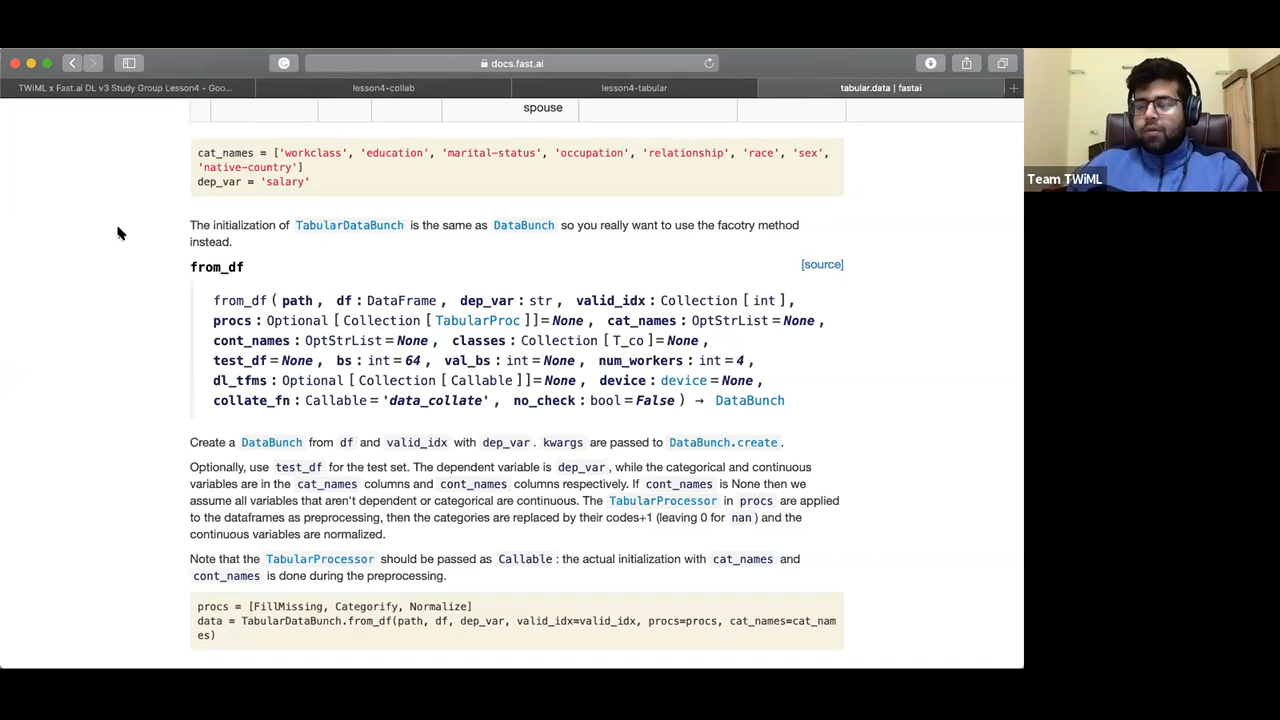 docs.fast.ai
TWiML x Fast.ai DL v3 Study Group Lesson4 - Goo...
lesson4-collab
lesson4-tabular
tabular.data | fastai
spouse
cat_names = ['workclass', 'education', 'marital-status', 'occupation', 'relationship', 'race', 'sex',
'native-country']
dep_var = 'salary'
The initialization of TabularDataBunch is the same as DataBunch so you really want to use the facotry method
instead.
from_df
[source]
from_df ( path , df : DataFrame , dep_var : str , valid_idx : Collection [ int ] ,
procs : Optional [ Collection [ TabularProc ]]= None , cat_names : OptStrList = None ,
cont_names : OptStrList = None , classes : Collection [ T_co ]= None ,
test_df = None , bs : int = 64 , val_bs : int = None , num_workers : int = 4 ,
dl_tfms : Optional [ Collection [ Callable ]]= None , device : device = None ,
collate_fn : Callable = 'data_collate' , no_check : bool = False ) → DataBunch
Create a DataBunch from df and valid_idx with dep_var. kwargs are passed to DataBunch.create.
Optionally, use test_df for the test set. The dependent variable is dep_var, while the categorical and continuous
variables are in the cat_names columns and cont_names columns respectively. If cont_names is None then we
assume all variables that aren't dependent or categorical are continuous. The TabularProcessor in procs are applied
to the dataframes as preprocessing, then the categories are replaced by their codes+1 (leaving 0 for nan) and the
continuous variables are normalized.
Note that the TabularProcessor should be passed as Callable: the actual initialization with cat_names and
cont_names is done during the preprocessing.
procs = [FillMissing, Categorify, Normalize]
data = TabularDataBunch.from_df(path, df, dep_var, valid_idx=valid_idx, procs=procs, cat_names=cat_nam
es)
Team TWiML